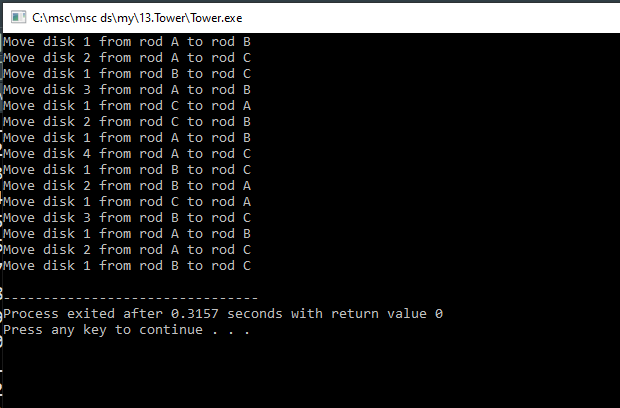 C:\msc\msc ds\my\13.Tower\Tower.exe
Move disk 1 from rod A to rod B
Move disk 2 from rod A to rod C
Move disk 1 from rod B to rod C
Move disk 3 from rod A to rod B
Move disk 1 from rod C to rod A
Move disk 2 from rod C to rod B
Move disk 1 from rod A to rod B
Move disk 4 from rod A to rod C
Move disk 1 from rod B to rod C
Move disk 2 from rod B to rod A
Move disk 1 from rod C to rod A
Move disk 3 from rod B to rod C
Move disk 1 from rod A to rod B
Move disk 2 from rod A to rod C
Move disk 1 from rod B to rod C
--------------------------------
Process exited after 0.3157 seconds with return value 0
Press any key to continue . . .